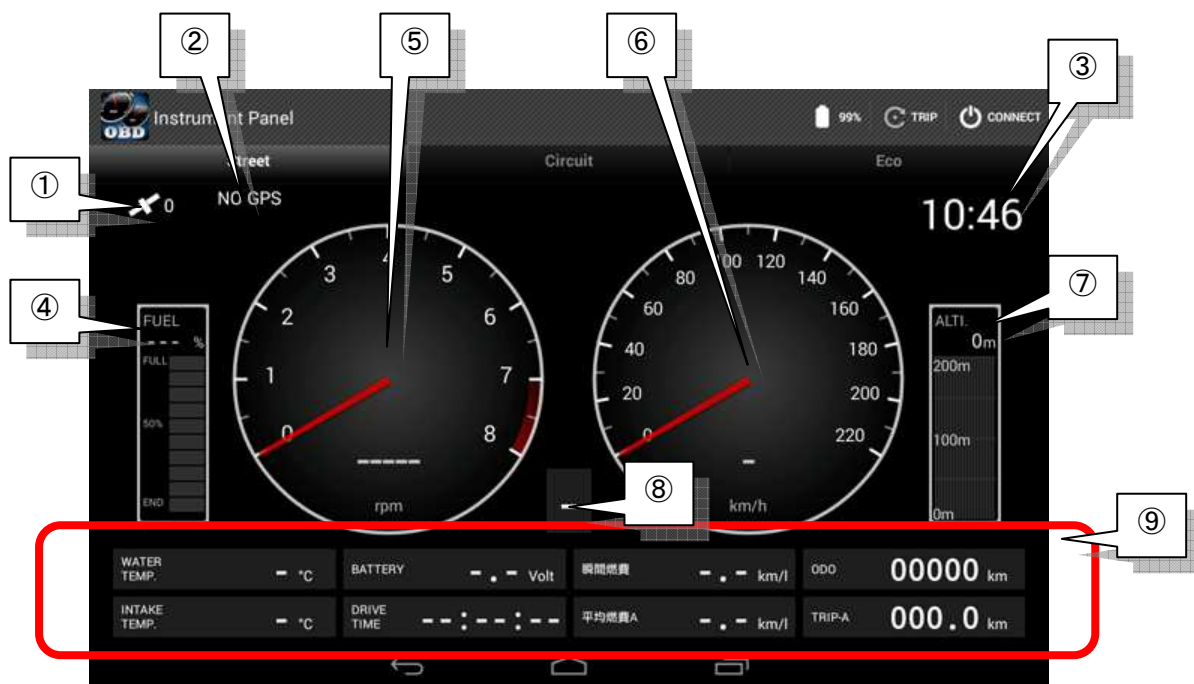 ② ⑤ ⑥ ③
OBD Instrument Panel 99% TRIP CONNECT
Street Circuit Eco
① 0 NO GPS 10:46
④ ⑦
FUEL
--- %
FULL
50%
END
0 1 2 3 4 5 6 7 8
-----
rpm
0 20 40 60 80 100 120 140 160 180 200 220
-
km/h
ALTI.
0m
200m
100m
0m
- ⑧
⑨
WATER TEMP. - °C BATTERY -.- Volt 瞬間燃費 -.- km/l ODO 00000 km
INTAKE TEMP. - °C DRIVE TIME --:--:-- 平均燃費A -.- km/l TRIP-A 000.0 km